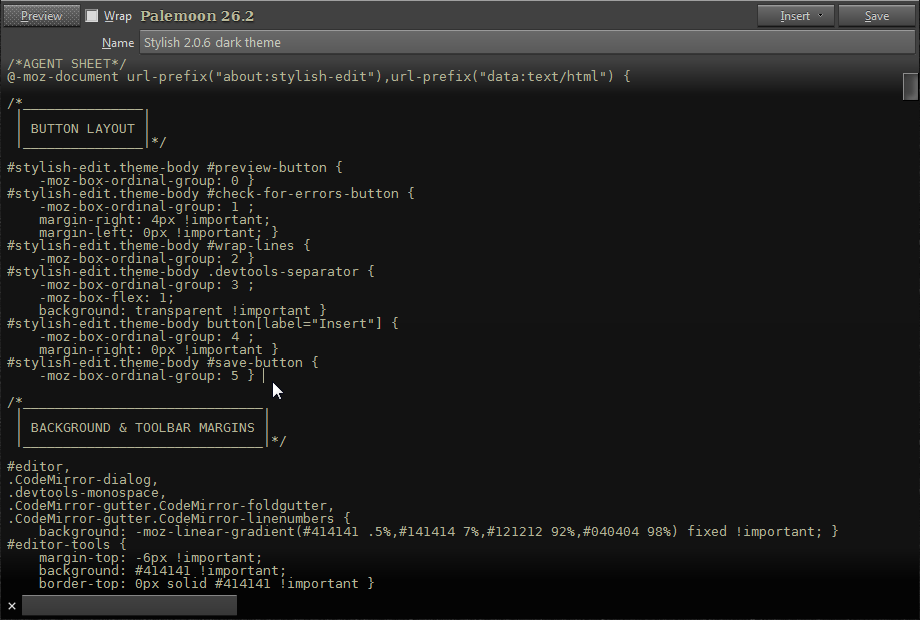 Preview Wrap Palemoon 26.2 Insert Save
Name Stylish 2.0.6 dark theme
/*AGENT SHEET*/
@-moz-document url-prefix("about:stylish-edit"),url-prefix("data:text/html") {
/*_______________
| BUTTON LAYOUT |
|_______________|*/
#stylish-edit.theme-body #preview-button {
    -moz-box-ordinal-group: 0 }
#stylish-edit.theme-body #check-for-errors-button {
    -moz-box-ordinal-group: 1 ;
    margin-right: 4px !important;
    margin-left: 0px !important; }
#stylish-edit.theme-body #wrap-lines {
    -moz-box-ordinal-group: 2 }
#stylish-edit.theme-body .devtools-separator {
    -moz-box-ordinal-group: 3 ;
    -moz-box-flex: 1;
    background: transparent !important }
#stylish-edit.theme-body button[label="Insert"] {
    -moz-box-ordinal-group: 4 ;
    margin-right: 0px !important }
#stylish-edit.theme-body #save-button {
    -moz-box-ordinal-group: 5 }
/*______________________________
| BACKGROUND & TOOLBAR MARGINS |
|______________________________|*/
#editor,
.CodeMirror-dialog,
.devtools-monospace,
.CodeMirror-gutter.CodeMirror-foldgutter,
.CodeMirror-gutter.CodeMirror-linenumbers {
    background: -moz-linear-gradient(#414141 .5%,#141414 7%,#121212 92%,#040404 98%) fixed !important; }
#editor-tools {
    margin-top: -6px !important;
    background: #414141 !important;
    border-top: 0px solid #414141 !important }